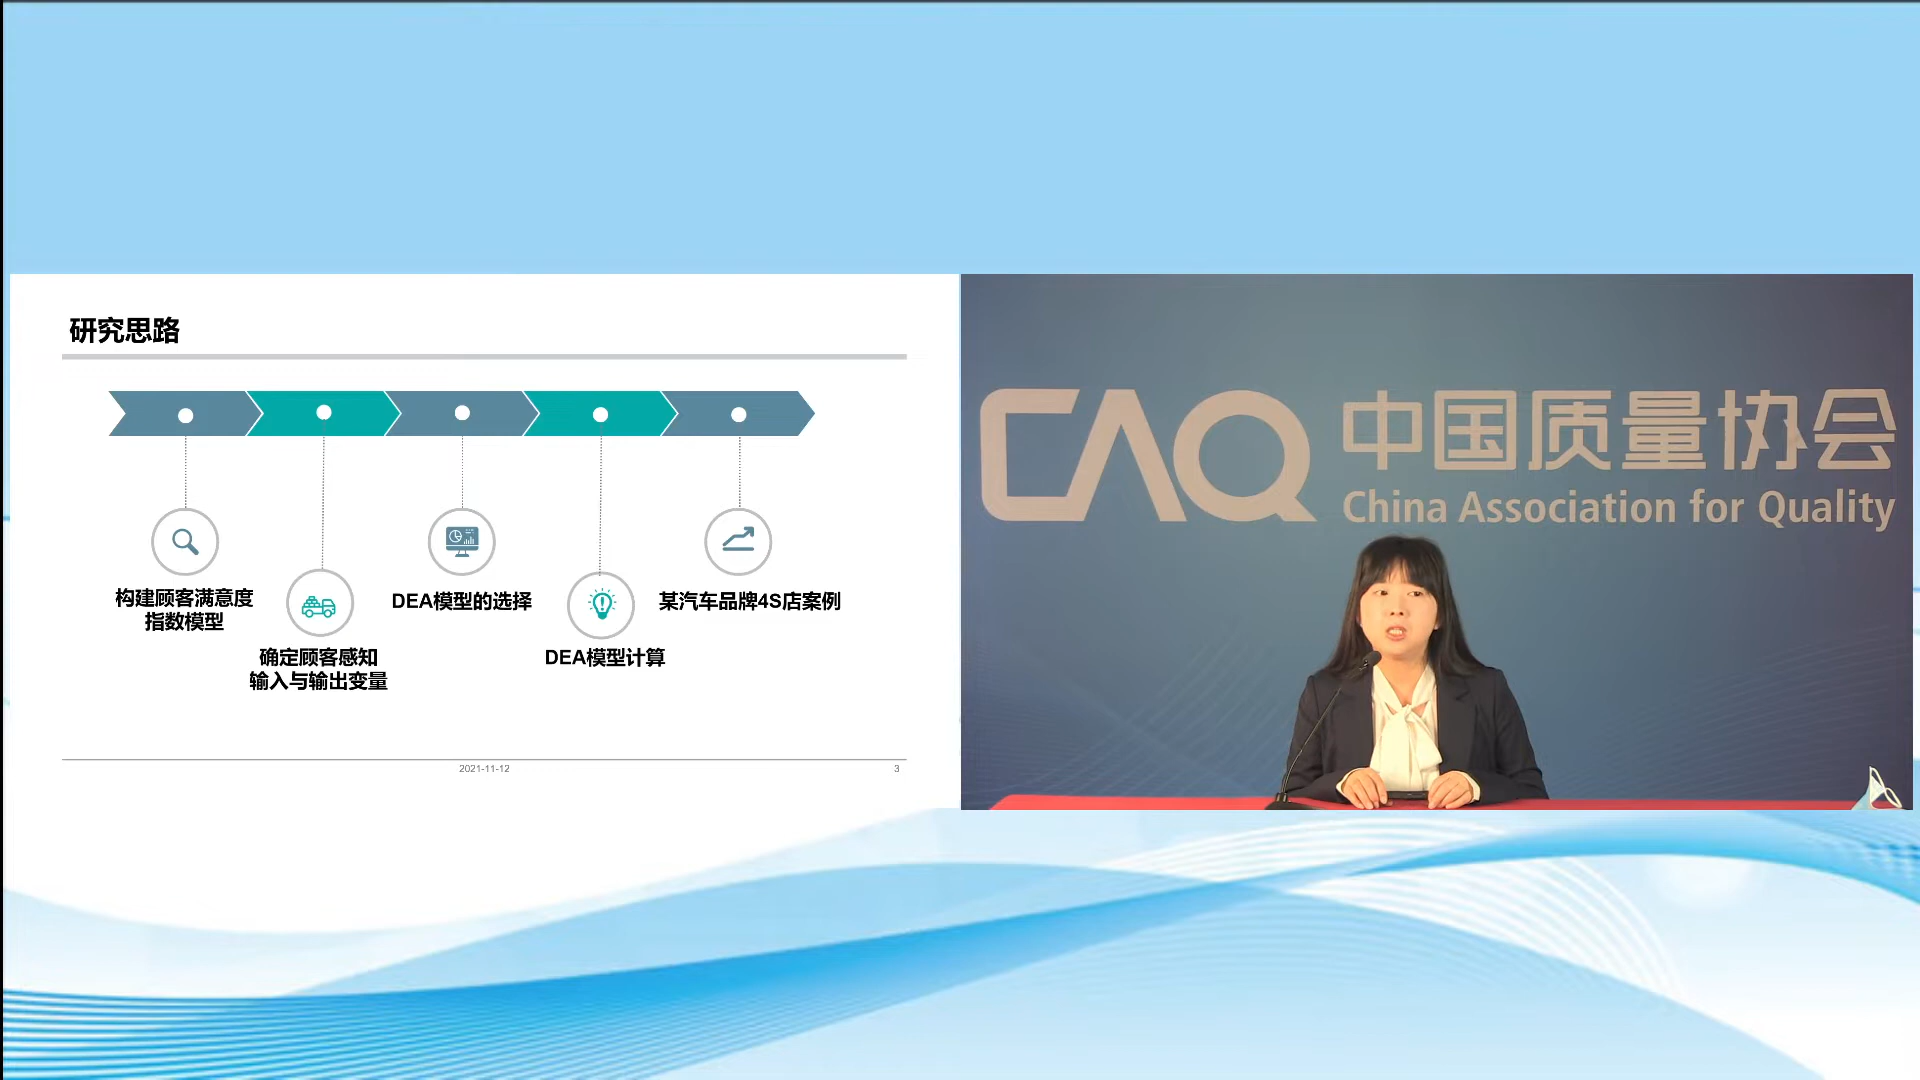 研究思路
构建顾客满意度
指数模型
确定顾客感知
输入与输出变量
DEA模型的选择
DEA模型计算
某汽车品牌4S店案例
2021-11-12
3
CAQ 中国质量协会
China Association for Quality